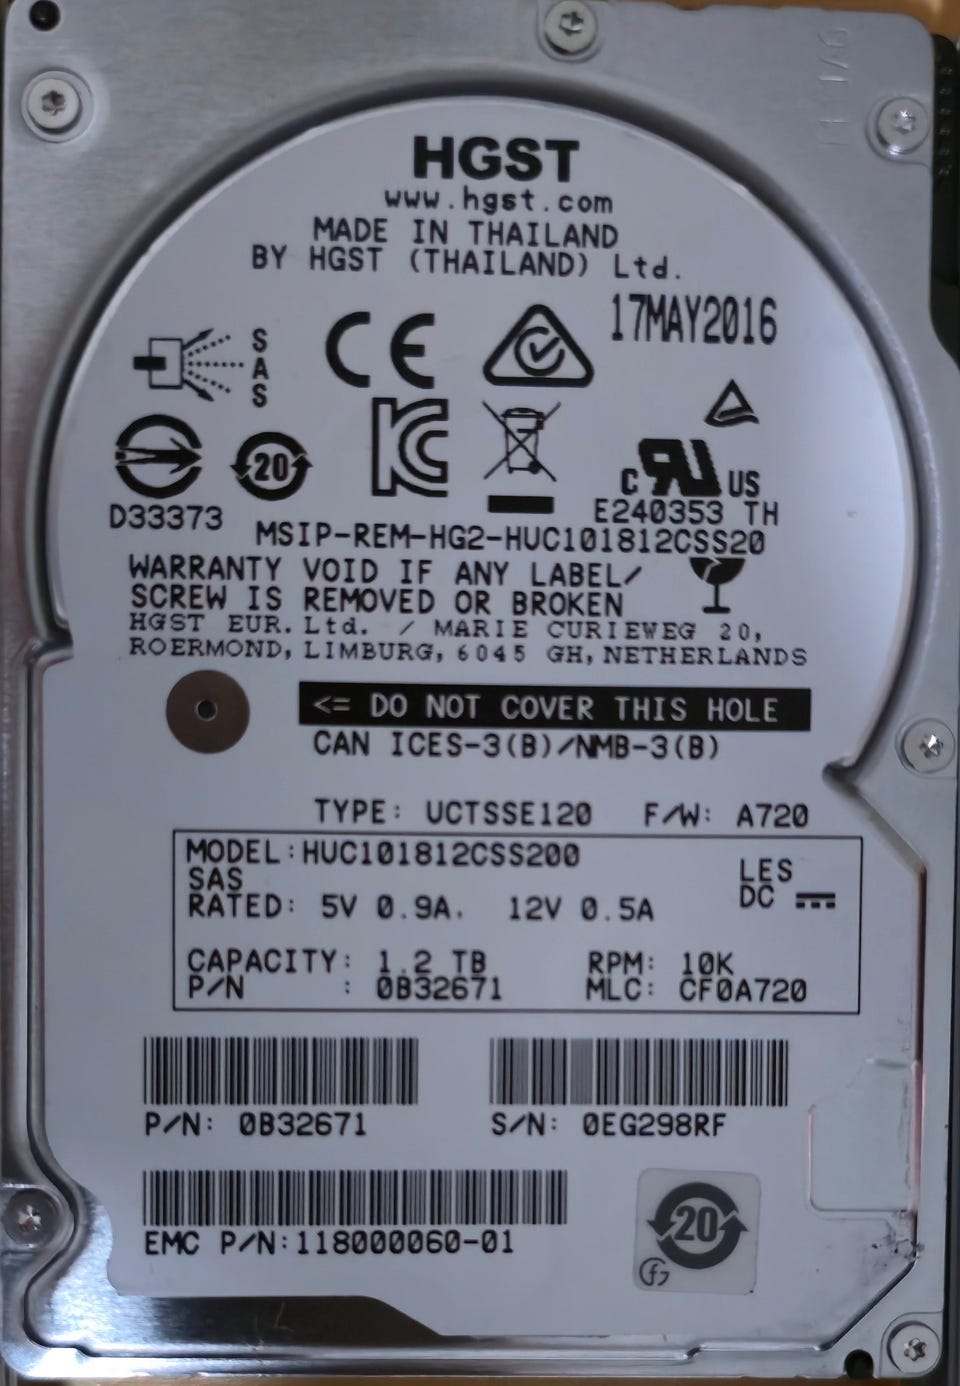 HGST
www.hgst.com
MADE IN THAILAND
BY HGST (THAILAND) Ltd.
17MAY2016
SAS
CE
20
D33373
C RU US
E240353 TH
MSIP-REM-HG2-HUC101812CSS20
WARRANTY VOID IF ANY LABEL/
SCREW IS REMOVED OR BROKEN
HGST EUR. Ltd. / MARIE CURIEWEG 20,
ROERMOND, LIMBURG, 6045 GH, NETHERLANDS
<= DO NOT COVER THIS HOLE
CAN ICES-3(B)/NMB-3(B)
TYPE: UCTSSE120 F/W: A720
MODEL:HUC101812CSS200
SAS
LES
RATED: 5V 0.9A, 12V 0.5A
DC
CAPACITY: 1.2 TB RPM: 10K
P/N : 0B32671 MLC: CF0A720
P/N: 0B32671 S/N: 0EG298RF
EMC P/N:118000060-01
20